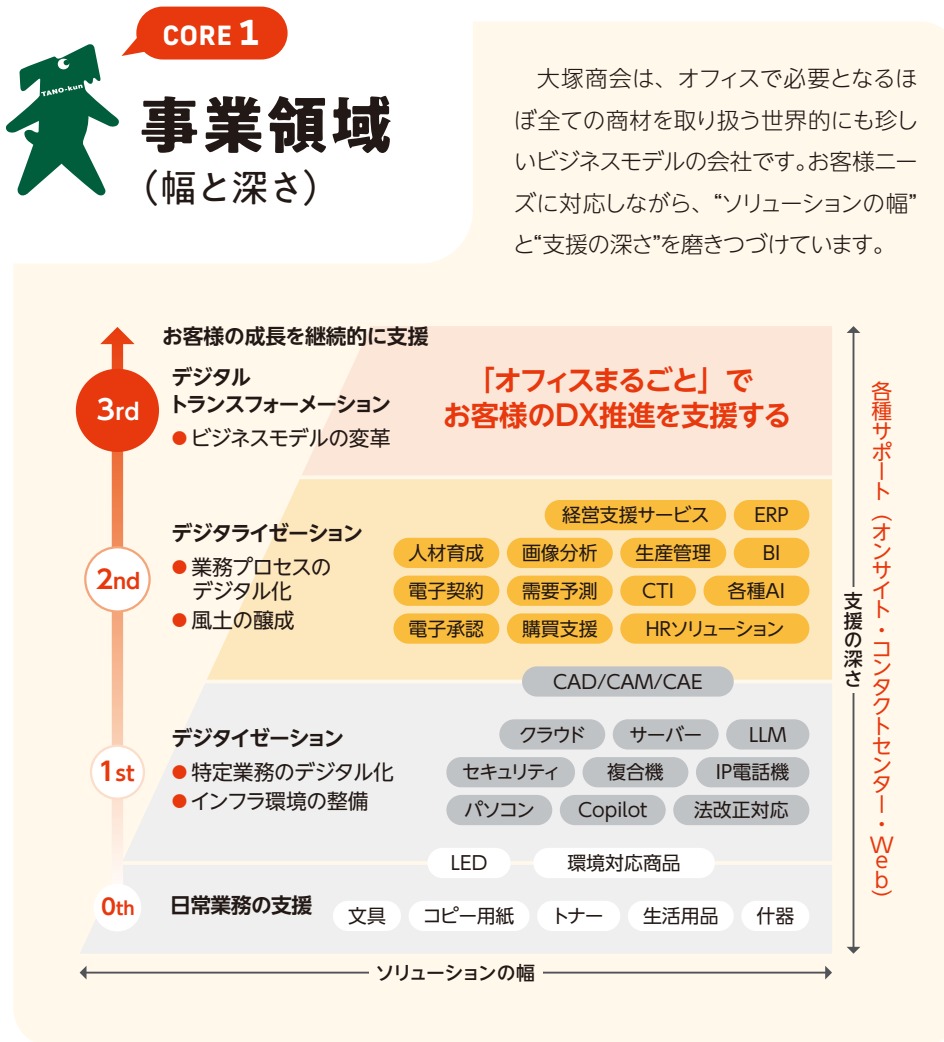 CORE 1
TANO-kun
事業領域
(幅と深さ)
大塚商会は、オフィスで必要となるほ
ぼ全ての商材を取り扱う世界的にも珍し
いビジネスモデルの会社です。お客様ニー
ズに対応しながら、“ソリューションの幅”
と“支援の深さ”を磨きつづけています。
お客様の成長を継続的に支援
3rd
デジタル
トランスフォーメーション
● ビジネスモデルの変革
「オフィスまるごと」で
お客様のDX推進を支援する
2nd
デジタライゼーション
● 業務プロセスの
デジタル化
● 風土の醸成
経営支援サービス ERP
人材育成 画像分析 生産管理 BI
電子契約 需要予測 CTI 各種AI
電子承認 購買支援 HRソリューション
CAD/CAM/CAE
1st
デジタイゼーション
● 特定業務のデジタル化
● インフラ環境の整備
クラウド サーバー LLM
セキュリティ 複合機 IP電話機
パソコン Copilot 法改正対応
LED 環境対応商品
0th
日常業務の支援
文具 コピー用紙 トナー 生活用品 什器
ソリューションの幅
支援の深さ
各種サポート(オンサイト・コンタクトセンター・Web)